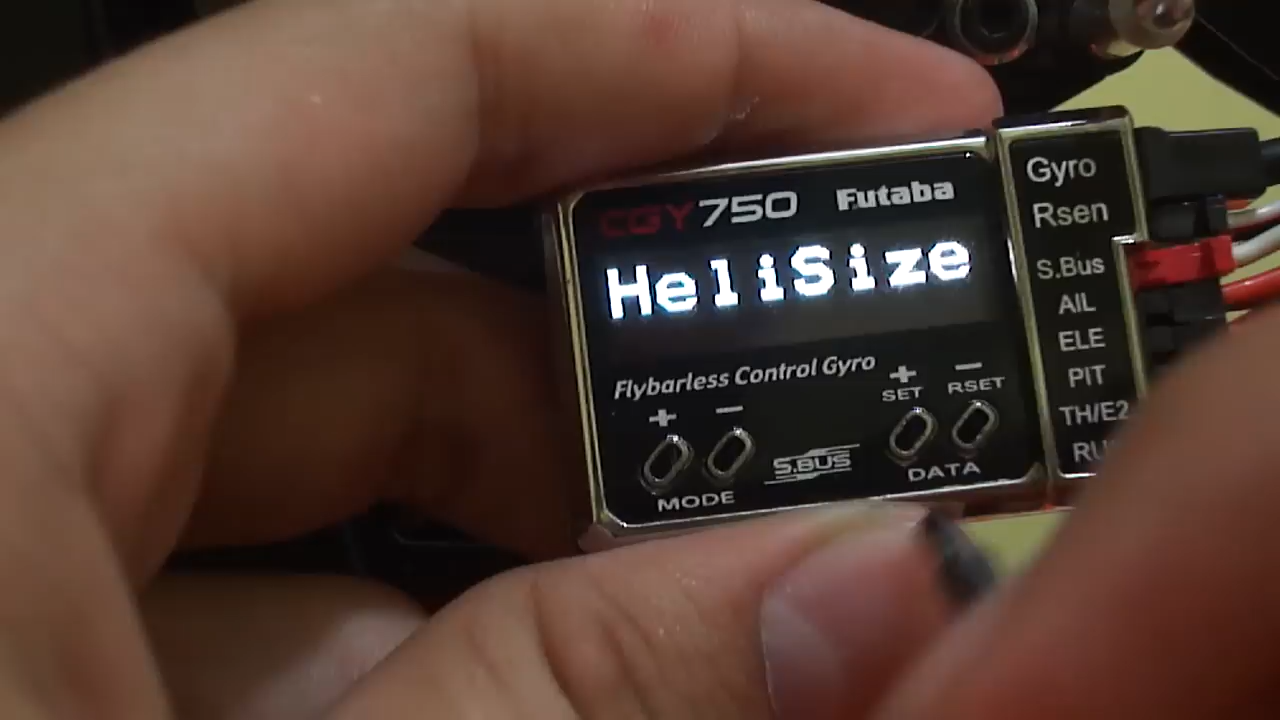 CGY750 Futaba
HeliSize
Flybarless Control Gyro
+ − + −
SET RSET
S.BUS
MODE DATA
Gyro
Rsen
S.Bus
AIL
ELE
PIT
TH/E2